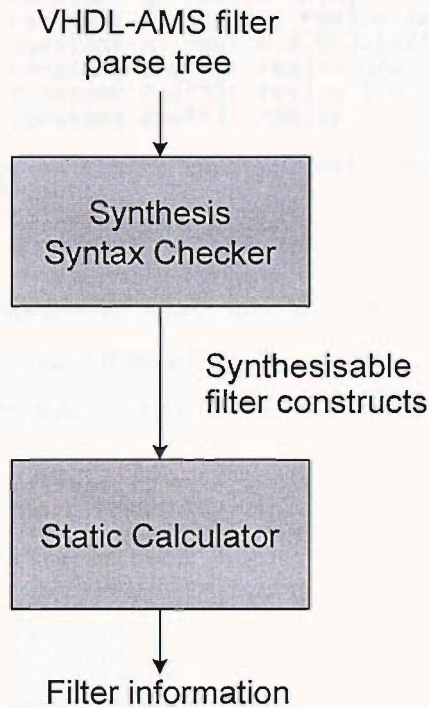 VHDL-AMS filter
parse tree
Synthesis
Syntax Checker
Synthesisable
filter constructs
Static Calculator
Filter information